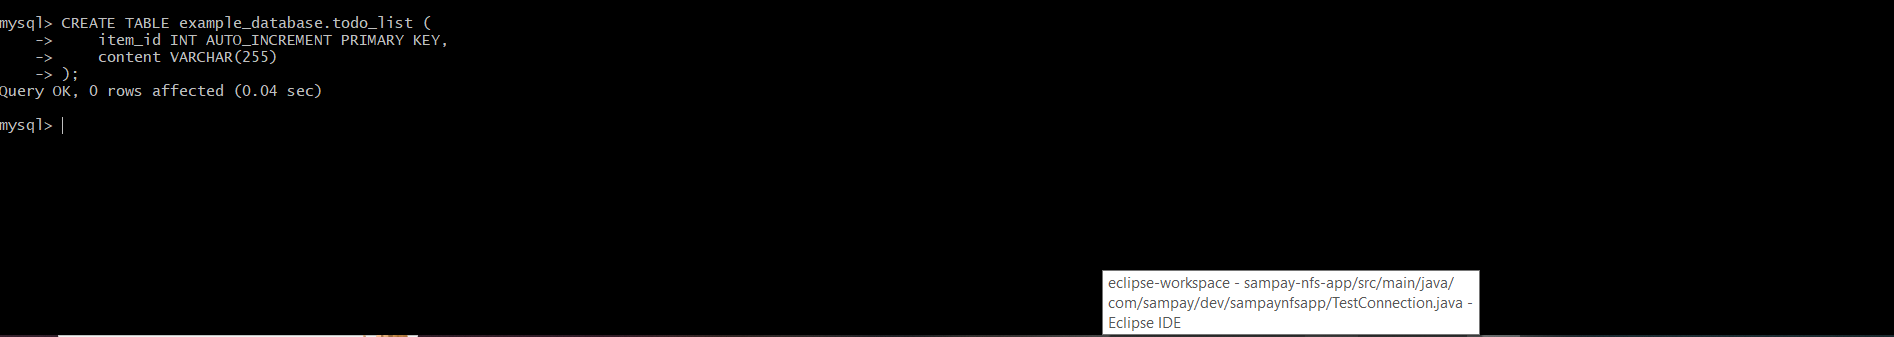 mysql> CREATE TABLE example_database.todo_list (
    ->     item_id INT AUTO_INCREMENT PRIMARY KEY,
    ->     content VARCHAR(255)
    -> );
Query OK, 0 rows affected (0.04 sec)
mysql>
eclipse-workspace - sampay-nfs-app/src/main/java/
com/sampay/dev/sampaynfsapp/TestConnection.java -
Eclipse IDE